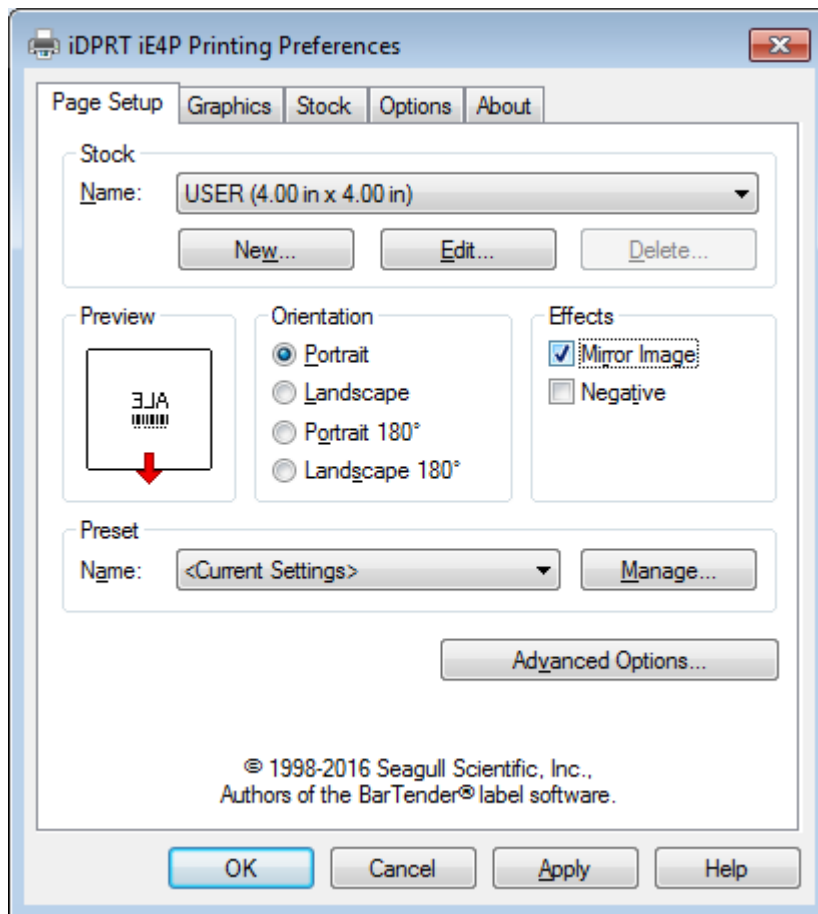 iDPRT iE4P Printing Preferences
Page Setup Graphics Stock Options About
Stock
Name: USER (4.00 in x 4.00 in)
New... Edit... Delete...
Preview Orientation Effects
ALE
Portrait
Landscape
Portrait 180°
Landscape 180°
Mirror Image
Negative
Preset
Name: <Current Settings> Manage...
Advanced Options...
© 1998-2016 Seagull Scientific, Inc.,
Authors of the BarTender® label software.
OK Cancel Apply Help